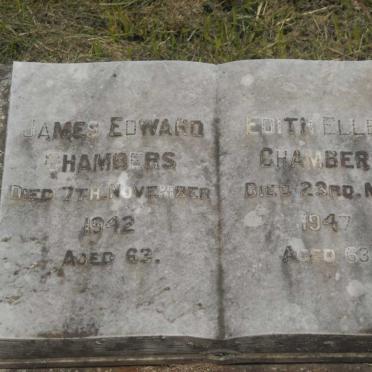 JAMES EDWARD
CHAMBERS
DIED 7TH NOVEMBER
1942
AGED 63.
EDITH ELLE
CHAMBER
DIED 23RD. M
1947
AGED 63